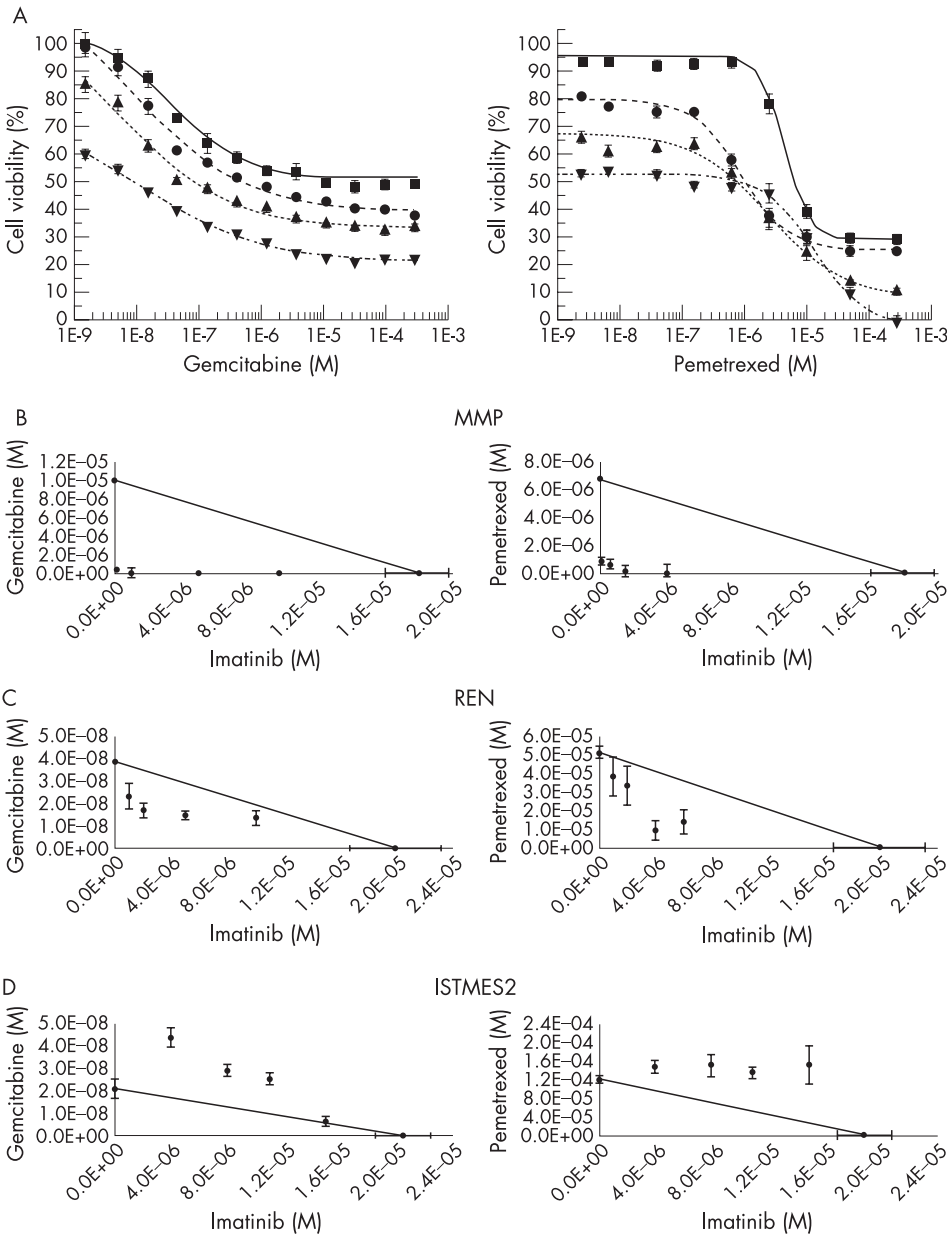 A
Cell viability (%)
100
90
80
70
60
50
40
30
20
10
0
1E-9 1E-8 1E-7 1E-6 1E-5 1E-4 1E-3
Gemcitabine (M)
Cell viability (%)
100
90
80
70
60
50
40
30
20
10
0
1E-9 1E-8 1E-7 1E-6 1E-5 1E-4 1E-3
Pemetrexed (M)
B MMP
Gemcitabine (M)
1.2E–05
1.0E–05
8.0E–06
6.0E–06
4.0E–06
2.0E–06
0.0E+00
0.0E+00 4.0E–06 8.0E–06 1.2E–05 1.6E–05 2.0E–05
Imatinib (M)
Pemetrexed (M)
8.0E–06
6.0E–06
4.0E–06
2.0E–06
0.0E+00
0.0E+00 4.0E–06 8.0E–06 1.2E–05 1.6E–05 2.0E–05
Imatinib (M)
C REN
Gemcitabine (M)
5.0E–08
4.0E–08
3.0E–08
2.0E–08
1.0E–08
0.0E+00
0.0E+00 4.0E–06 8.0E–06 1.2E–05 1.6E–05 2.0E–05 2.4E–05
Imatinib (M)
Pemetrexed (M)
6.0E–05
5.0E–05
4.0E–05
3.0E–05
2.0E–05
1.0E–05
0.0E+00
0.0E+00 4.0E–06 8.0E–06 1.2E–05 1.6E–05 2.0E–05 2.4E–05
Imatinib (M)
D ISTMES2
Gemcitabine (M)
5.0E–08
4.0E–08
3.0E–08
2.0E–08
1.0E–08
0.0E+00
0.0E+00 4.0E–06 8.0E–06 1.2E–05 1.6E–05 2.0E–05 2.4E–05
Imatinib (M)
Pemetrexed (M)
2.4E–04
2.0E–04
1.6E–04
1.2E–04
8.0E–05
4.0E–05
0.0E+00
0.0E+00 4.0E–06 8.0E–06 1.2E–05 1.6E–05 2.0E–05 2.4E–05
Imatinib (M)